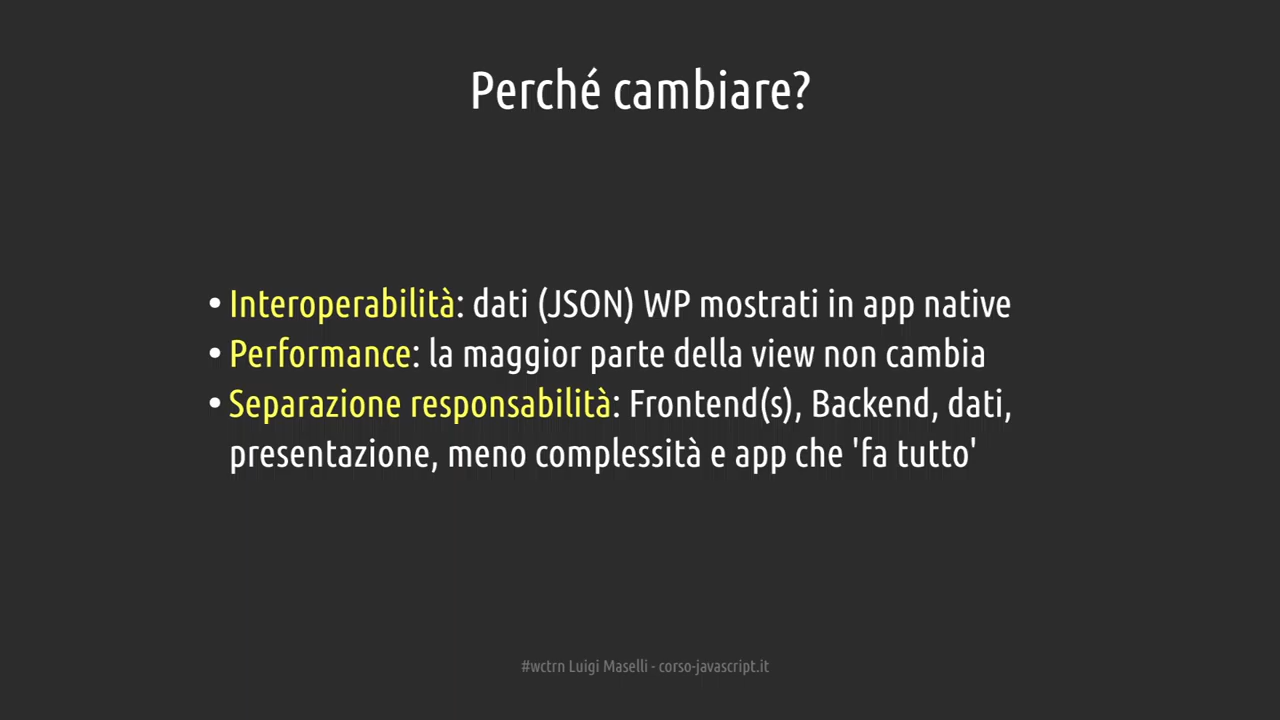 Perché cambiare?
• Interoperabilità: dati (JSON) WP mostrati in app native
• Performance: la maggior parte della view non cambia
• Separazione responsabilità: Frontend(s), Backend, dati,
presentazione, meno complessità e app che 'fa tutto'
#wctrn Luigi Maselli - corso-javascript.it